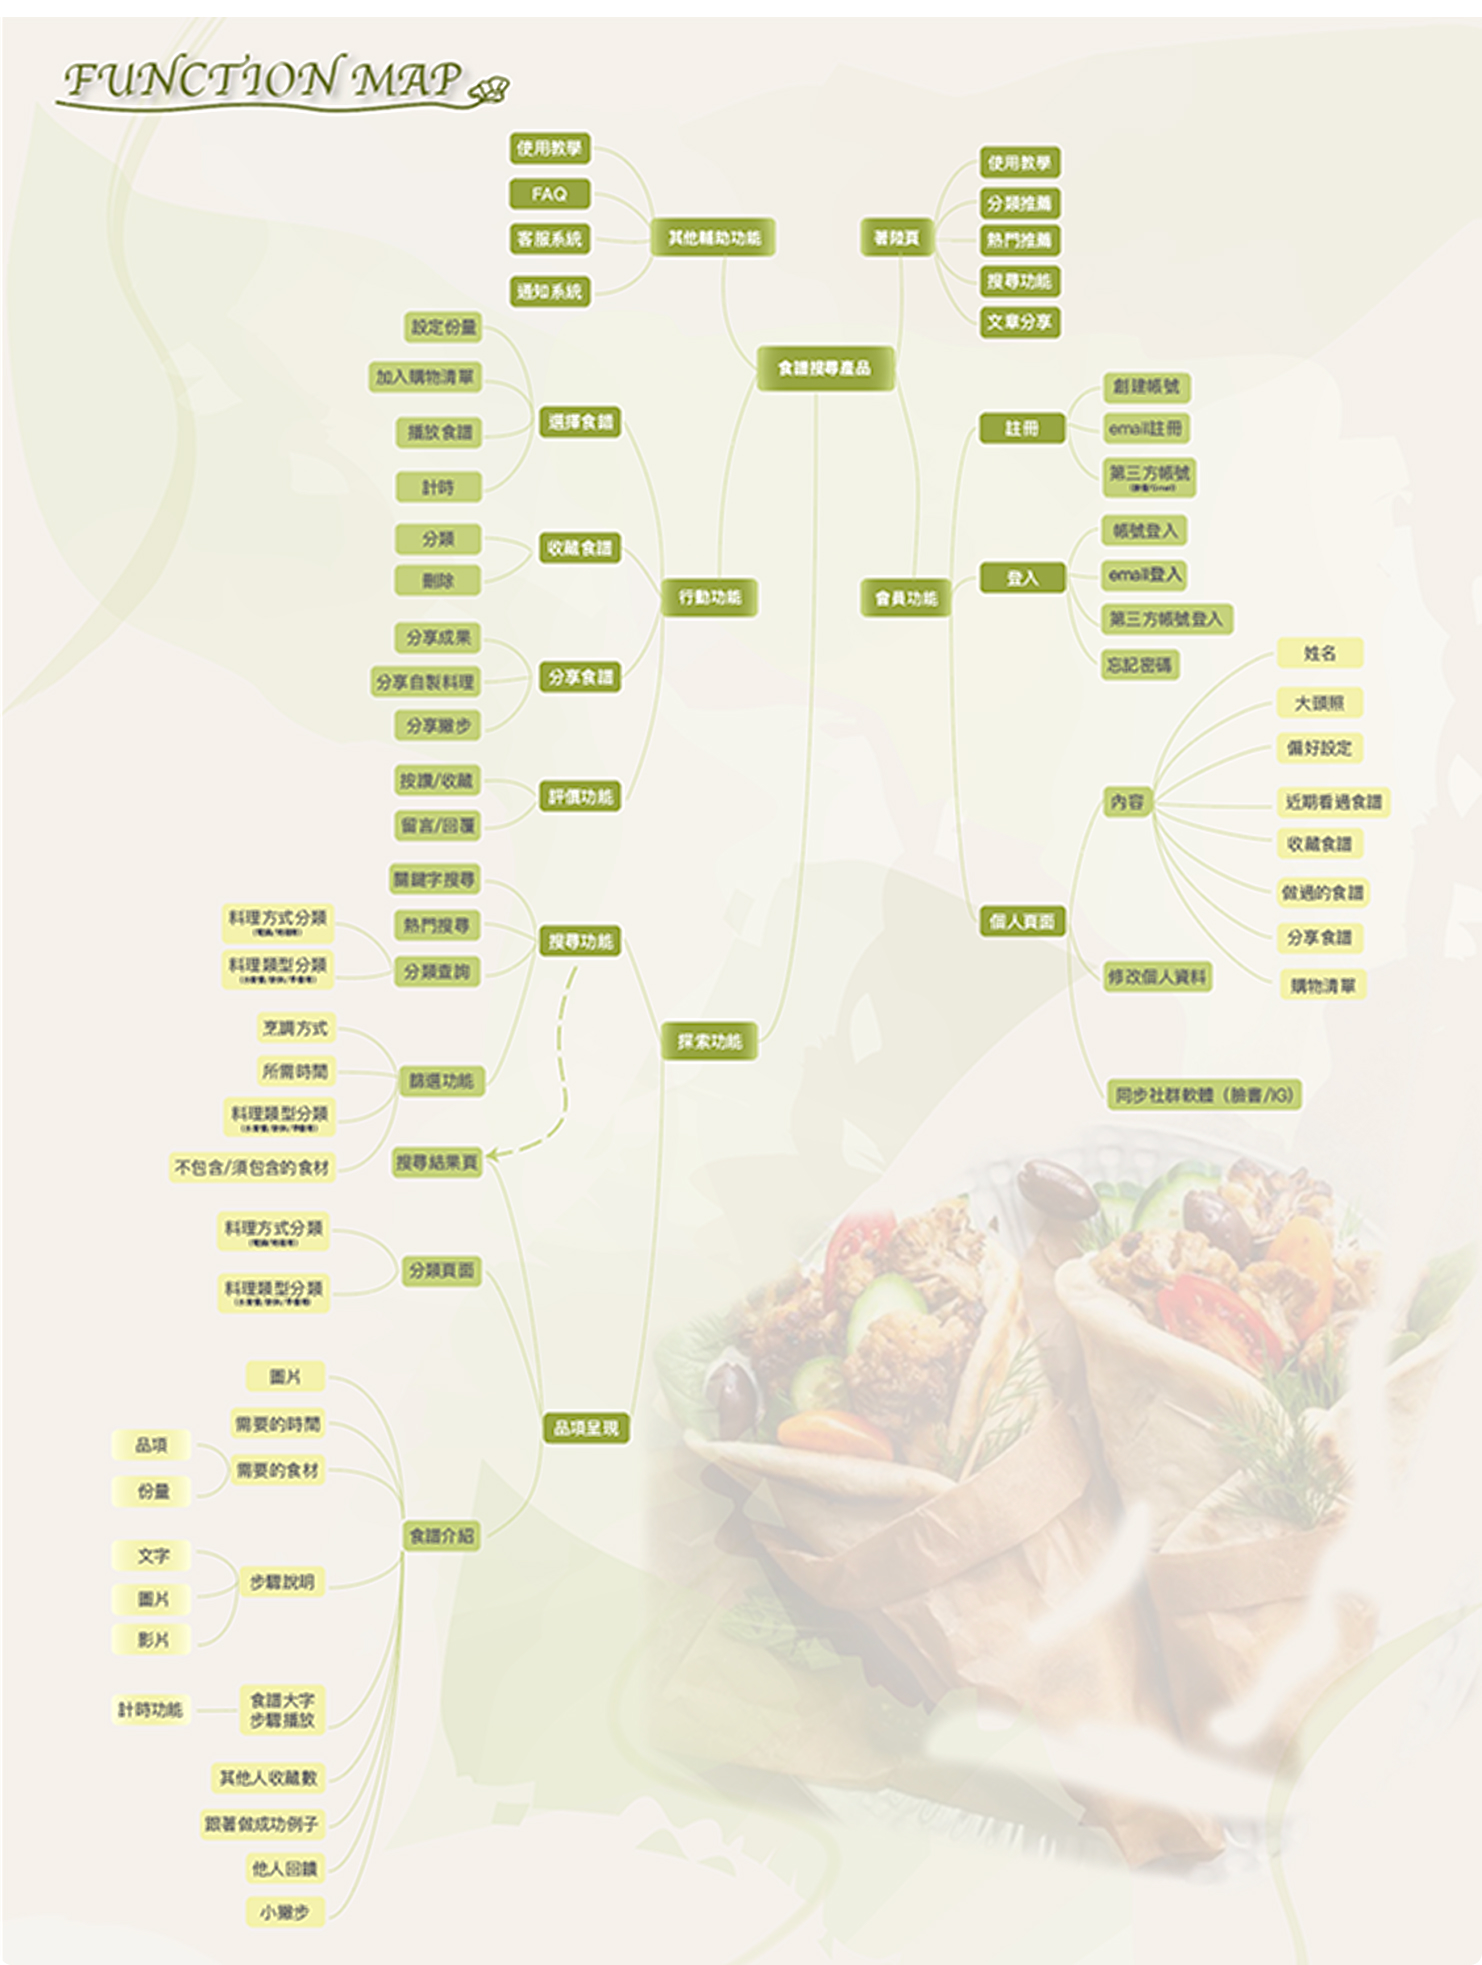 FUNCTION MAP
使用教學
FAQ
客服系統
通知系統
其他輔助功能
著陸頁
使用教學
分類推薦
熱門推薦
搜尋功能
文章分享
食譜搜尋產品
設定份量
加入購物清單
播放食譜
計時
選擇食譜
分類
刪除
收藏食譜
行動功能
分享成果
分享自製料理
分享撇步
分享食譜
按讚/收藏
留言/回覆
評價功能
會員功能
註冊
創建帳號
email註冊
第三方帳號
登入
帳號登入
email登入
第三方帳號登入
忘記密碼
個人頁面
內容
姓名
大頭照
偏好設定
近期看過食譜
收藏食譜
做過的食譜
分享食譜
購物清單
修改個人資料
同步社群軟體（臉書/IG）
探索功能
搜尋功能
關鍵字搜尋
熱門搜尋
分類查詢
料理方式分類
料理類型分類
篩選功能
烹調方式
所需時間
料理類型分類
不包含/須包含的食材
搜尋結果頁
分類頁面
料理方式分類
料理類型分類
品項呈現
食譜介紹
圖片
需要的時間
需要的食材
品項
份量
步驟說明
文字
圖片
影片
食譜大字
步驟播放
計時功能
其他人收藏數
跟著做成功例子
他人回饋
小撇步